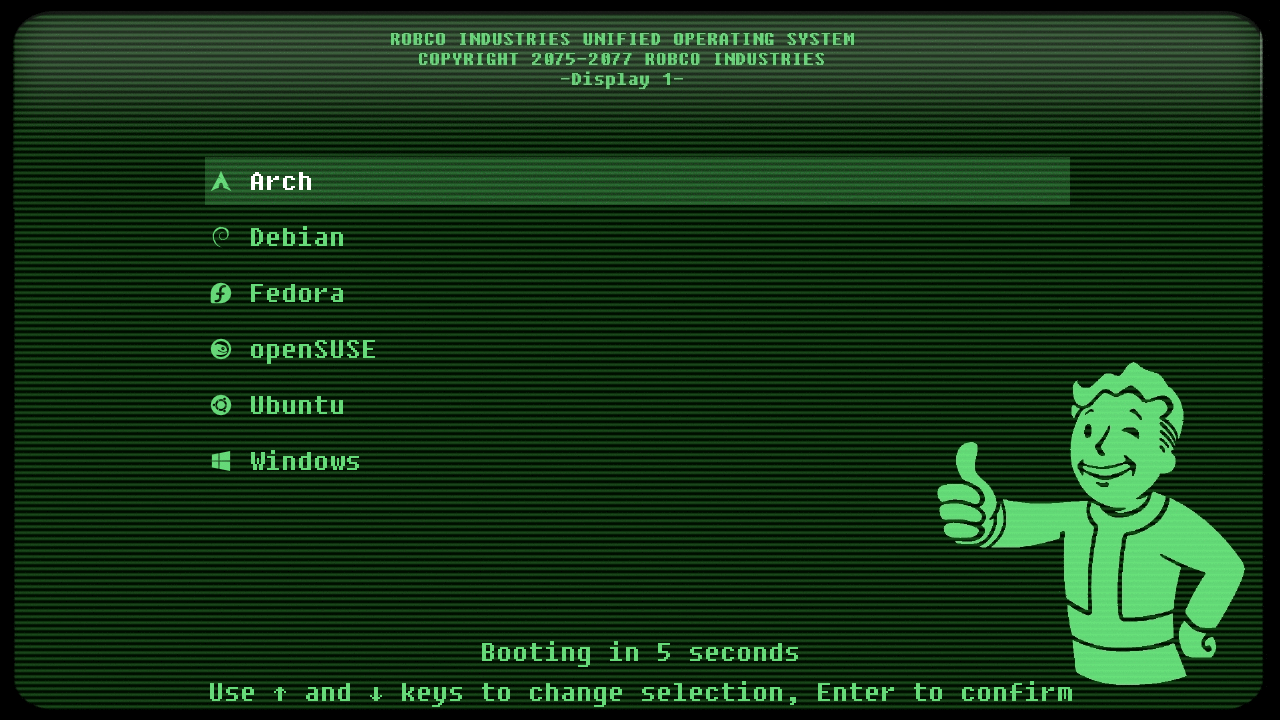 ROBCO INDUSTRIES UNIFIED OPERATING SYSTEM
COPYRIGHT 2075-2077 ROBCO INDUSTRIES
-Display 1-
Arch
Debian
Fedora
openSUSE
Ubuntu
Windows
Booting in 5 seconds
Use ↑ and ↓ keys to change selection, Enter to confirm